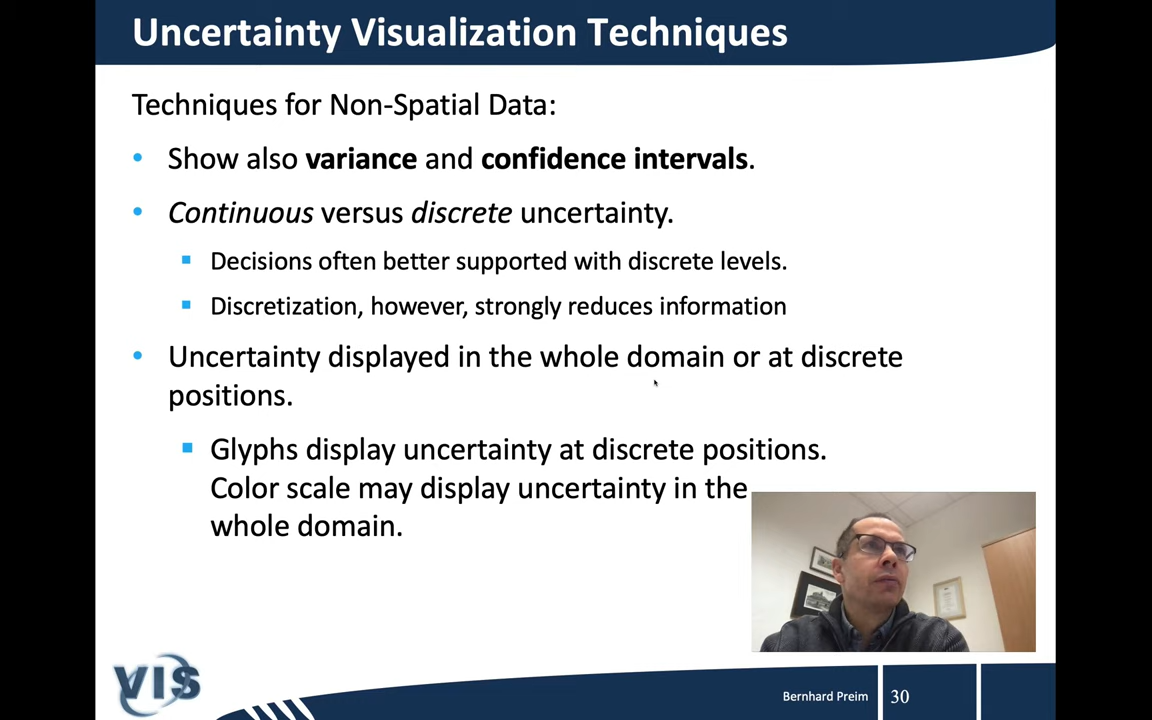 Uncertainty Visualization Techniques
Techniques for Non-Spatial Data:
• Show also variance and confidence intervals.
• Continuous versus discrete uncertainty.
▪ Decisions often better supported with discrete levels.
▪ Discretization, however, strongly reduces information
• Uncertainty displayed in the whole domain or at discrete
positions.
▪ Glyphs display uncertainty at discrete positions.
Color scale may display uncertainty in the
whole domain.
VIS
Bernhard Preim
30